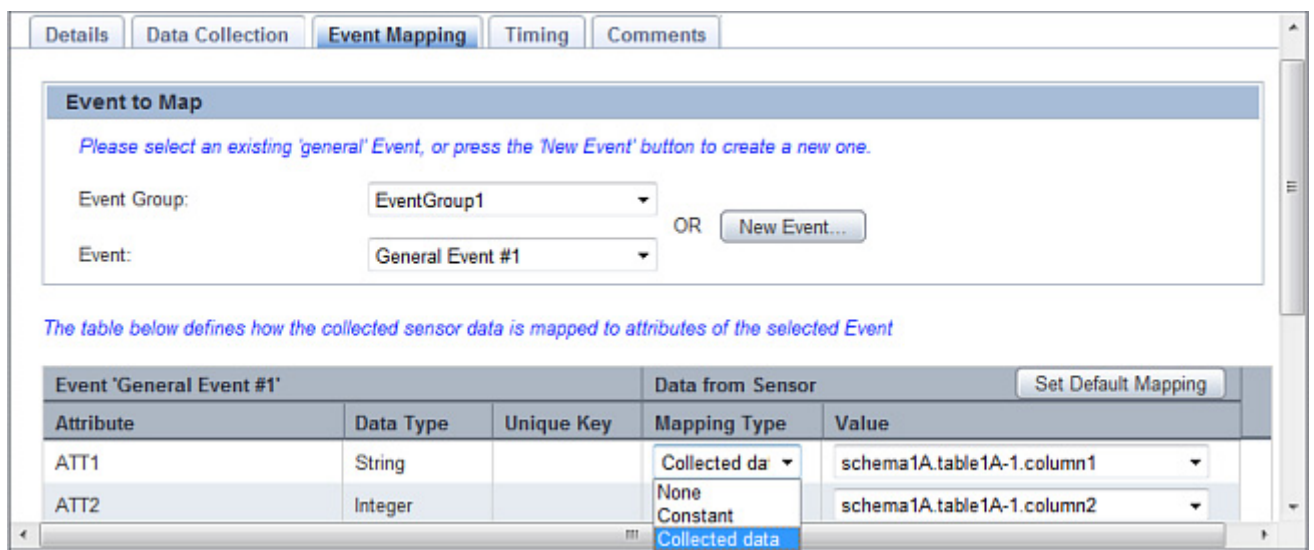 Details Data Collection Event Mapping Timing Comments
Event to Map
Please select an existing 'general' Event, or press the 'New Event' button to create a new one.
Event Group: EventGroup1
OR New Event...
Event: General Event #1
The table below defines how the collected sensor data is mapped to attributes of the selected Event
Event 'General Event #1' Data from Sensor Set Default Mapping
Attribute Data Type Unique Key Mapping Type Value
ATT1 String Collected da schema1A.table1A-1.column1
None
ATT2 Integer schema1A.table1A-1.column2
Constant
Collected data